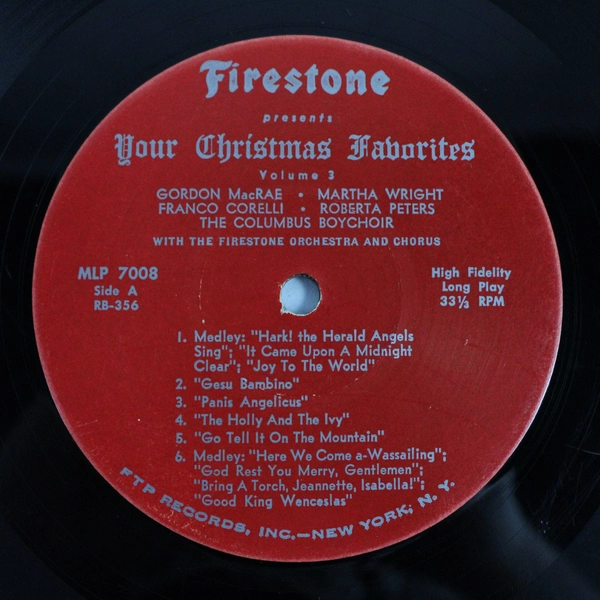 Firestone
presents
Your Christmas Favorites
Volume 3
GORDON MacRAE • MARTHA WRIGHT
FRANCO CORELLI • ROBERTA PETERS
THE COLUMBUS BOYCHOIR
WITH THE FIRESTONE ORCHESTRA AND CHORUS
MLP 7008
Side A
RB-356
High Fidelity
Long Play
33⅓ RPM
1. Medley: "Hark! the Herald Angels
Sing"; "It Came Upon A Midnight
Clear"; "Joy To The World"
2. "Gesu Bambino"
3. "Panis Angelicus"
4. "The Holly And The Ivy"
5. "Go Tell It On The Mountain"
6. Medley: "Here We Come a-Wassailing";
"God Rest You Merry, Gentlemen";
"Bring A Torch, Jeannette, Isabella!";
"Good King Wenceslas"
FTP RECORDS, INC.—NEW YORK, N. Y.